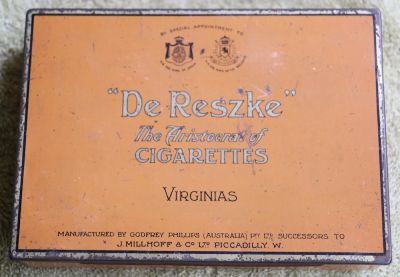 BY SPECIAL APPOINTMENT TO
"De Reszke"
The Aristocrat of
CIGARETTES
VIRGINIAS
MANUFACTURED BY GODFREY PHILLIPS (AUSTRALIA) PTY LTD. SUCCESSORS TO
J. MILLHOFF & CO LTD PICCADILLY, W.